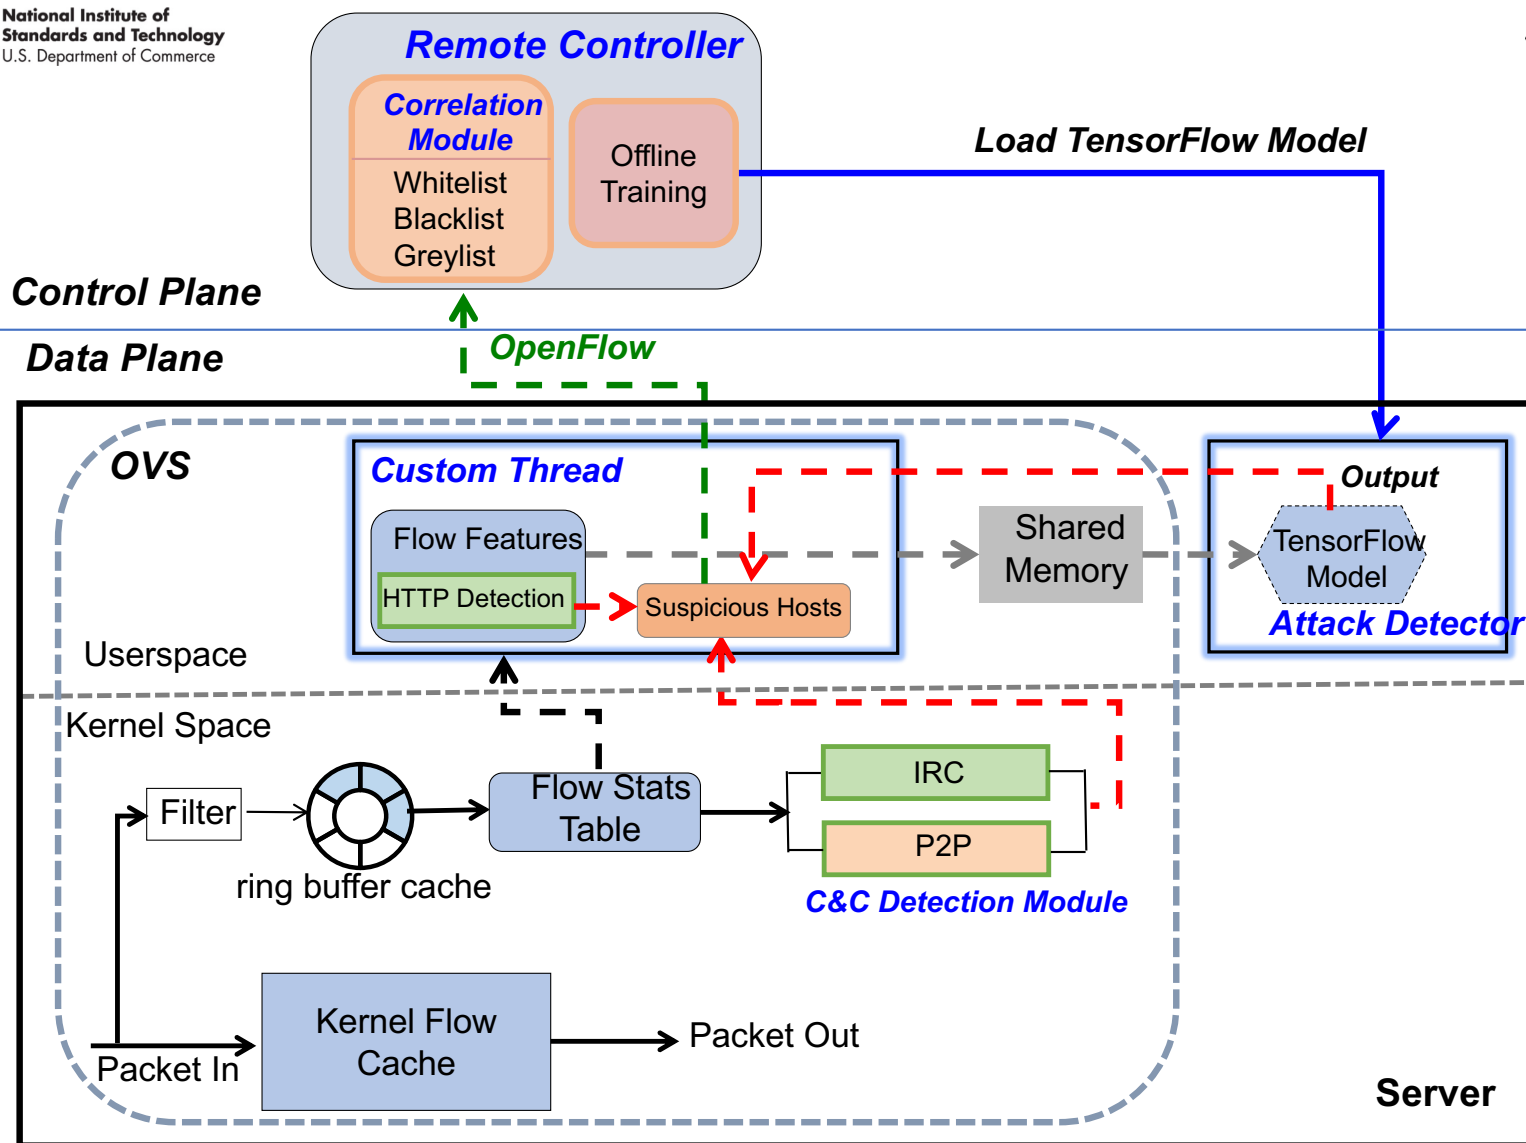 National Institute of
Standards and Technology
U.S. Department of Commerce
Remote Controller
Correlation
Module
Whitelist
Blacklist
Greylist
Offline
Training
Load TensorFlow Model
Control Plane
Data Plane
OpenFlow
OVS
Custom Thread
Flow Features
HTTP Detection
Suspicious Hosts
Shared
Memory
Output
TensorFlow
Model
Attack Detector
Userspace
Kernel Space
Filter
ring buffer cache
Flow Stats
Table
IRC
P2P
C&C Detection Module
Packet In
Kernel Flow
Cache
Packet Out
Server